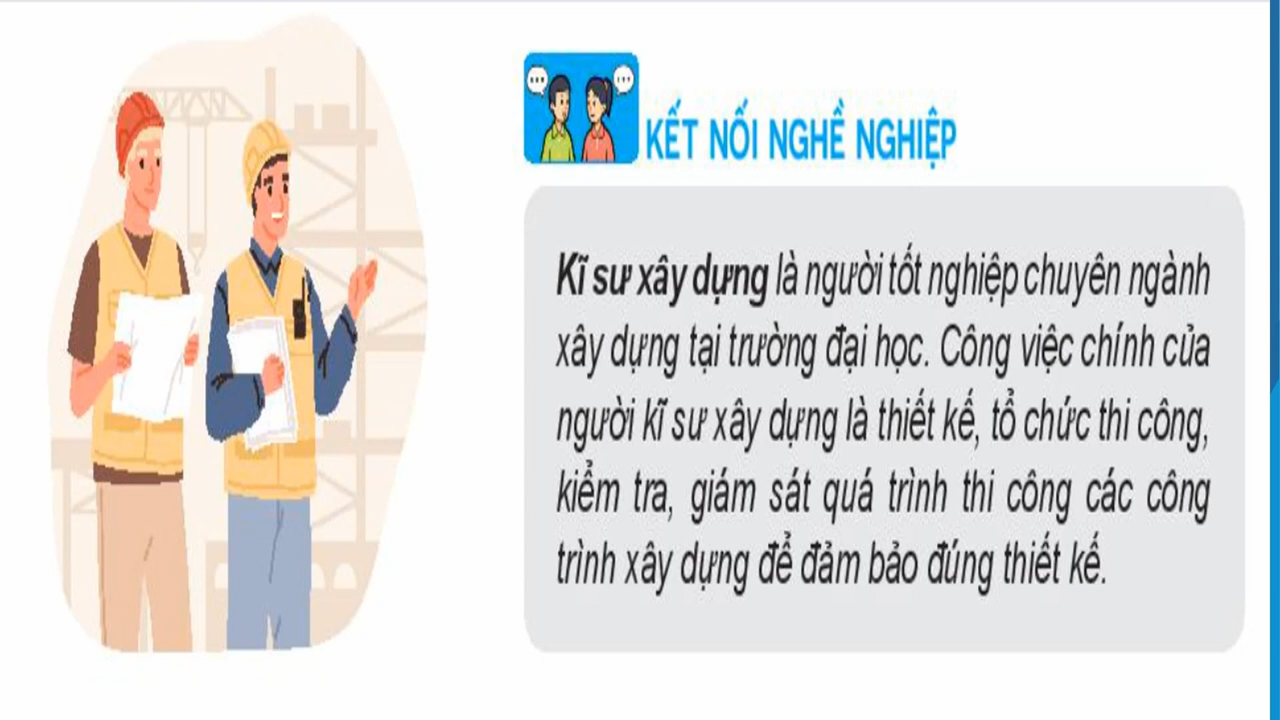 KẾT NỐI NGHỀ NGHIỆP
Kĩ sư xây dựng là người tốt nghiệp chuyên ngành
xây dựng tại trường đại học. Công việc chính của
người kĩ sư xây dựng là thiết kế, tổ chức thi công,
kiểm tra, giám sát quá trình thi công các công
trình xây dựng để đảm bảo đúng thiết kế.